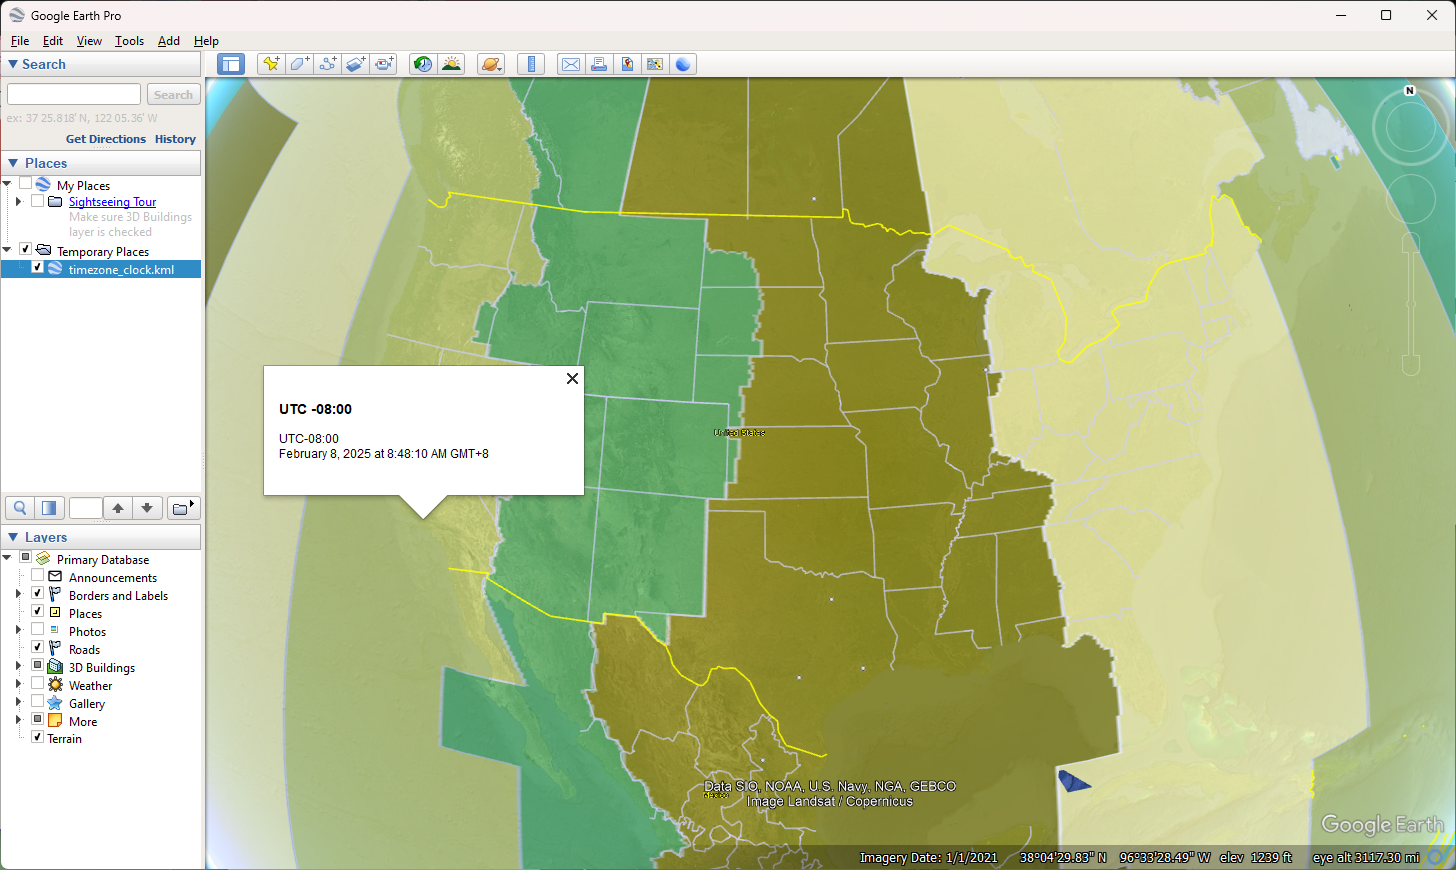 Google Earth Pro
File Edit View Tools Add Help
Search
Search
ex: 37 25.818' N, 122 05.36' W
Get Directions History
Places
My Places
Sightseeing Tour
Make sure 3D Buildings
layer is checked
Temporary Places
timezone_clock.kml
Layers
Primary Database
Announcements
Borders and Labels
Places
Photos
Roads
3D Buildings
Weather
Gallery
More
Terrain
N
UTC -08:00
UTC-08:00
February 8, 2025 at 8:48:10 AM GMT+8
United States
Data SIO, NOAA, U.S. Navy, NGA, GEBCO
Mexico
Image Landsat / Copernicus
Google Earth
Imagery Date: 1/1/2021 38°04'29.83" N 96°33'28.49" W elev 1239 ft eye alt 3117.30 mi